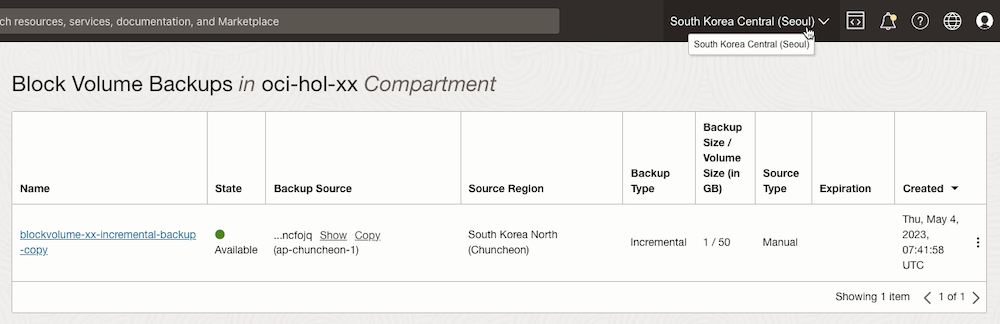 ch resources, services, documentation, and Marketplace
South Korea Central (Seoul)
South Korea Central (Seoul)
Block Volume Backups in oci-hol-xx Compartment
Name
State
Backup Source
Source Region
Backup
Type
Backup
Size /
Volume
Size (in
GB)
Source
Type
Expiration
Created
blockvolume-xx-incremental-backup
-copy
Available
...ncfojq Show Copy
(ap-chuncheon-1)
South Korea North
(Chuncheon)
Incremental
1 / 50
Manual
Thu, May 4,
2023,
07:41:58
UTC
Showing 1 item
1 of 1